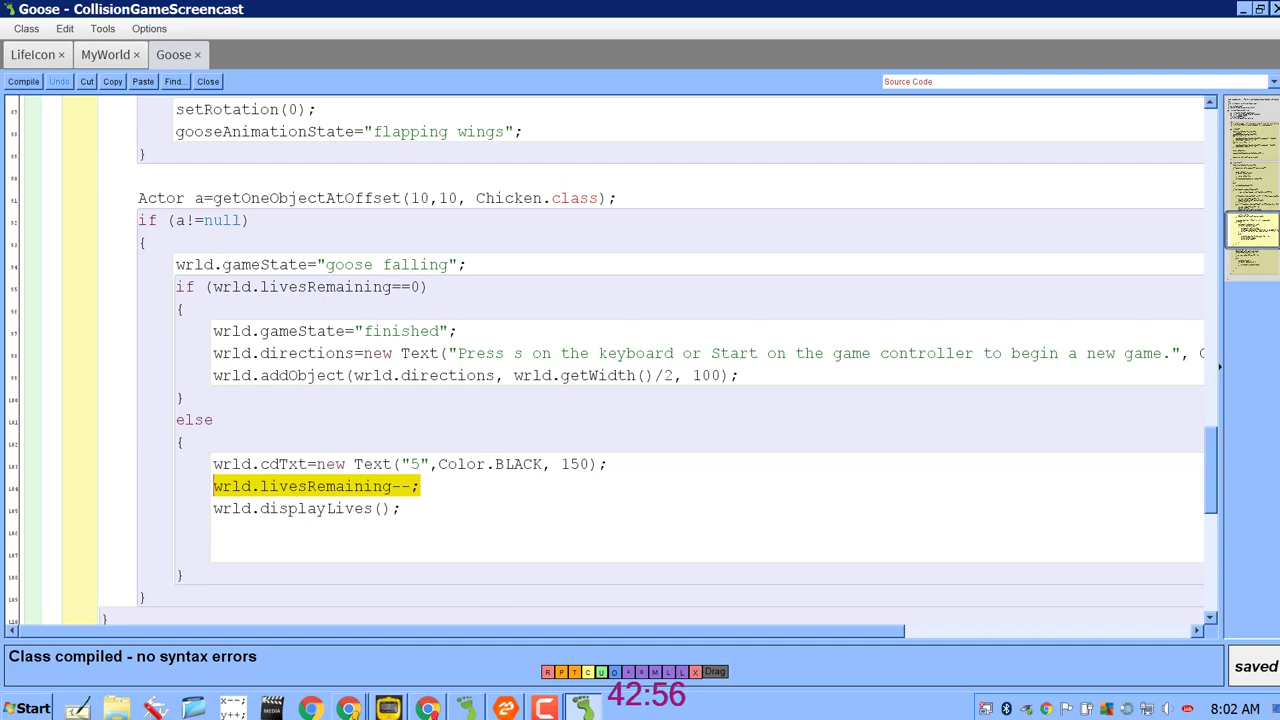 Goose - CollisionGameScreencast
Class Edit Tools Options
LifeIcon × MyWorld × Goose ×
Compile Undo Cut Copy Paste Find... Close Source Code
setRotation(0);
gooseAnimationState="flapping wings";
}
Actor a=getOneObjectAtOffset(10,10, Chicken.class);
if (a!=null)
{
wrld.gameState="goose falling";
if (wrld.livesRemaining==0)
{
wrld.gameState="finished";
wrld.directions=new Text("Press s on the keyboard or Start on the game controller to begin a new game.", C
wrld.addObject(wrld.directions, wrld.getWidth()/2, 100);
}
else
{
wrld.cdTxt=new Text("5",Color.BLACK, 150);
wrld.livesRemaining--;
wrld.displayLives();
}
}
}
Class compiled - no syntax errors
saved
R P T C U O M L L X Drag
42:56
Start
x--;
y++;
MEDIA
8:02 AM